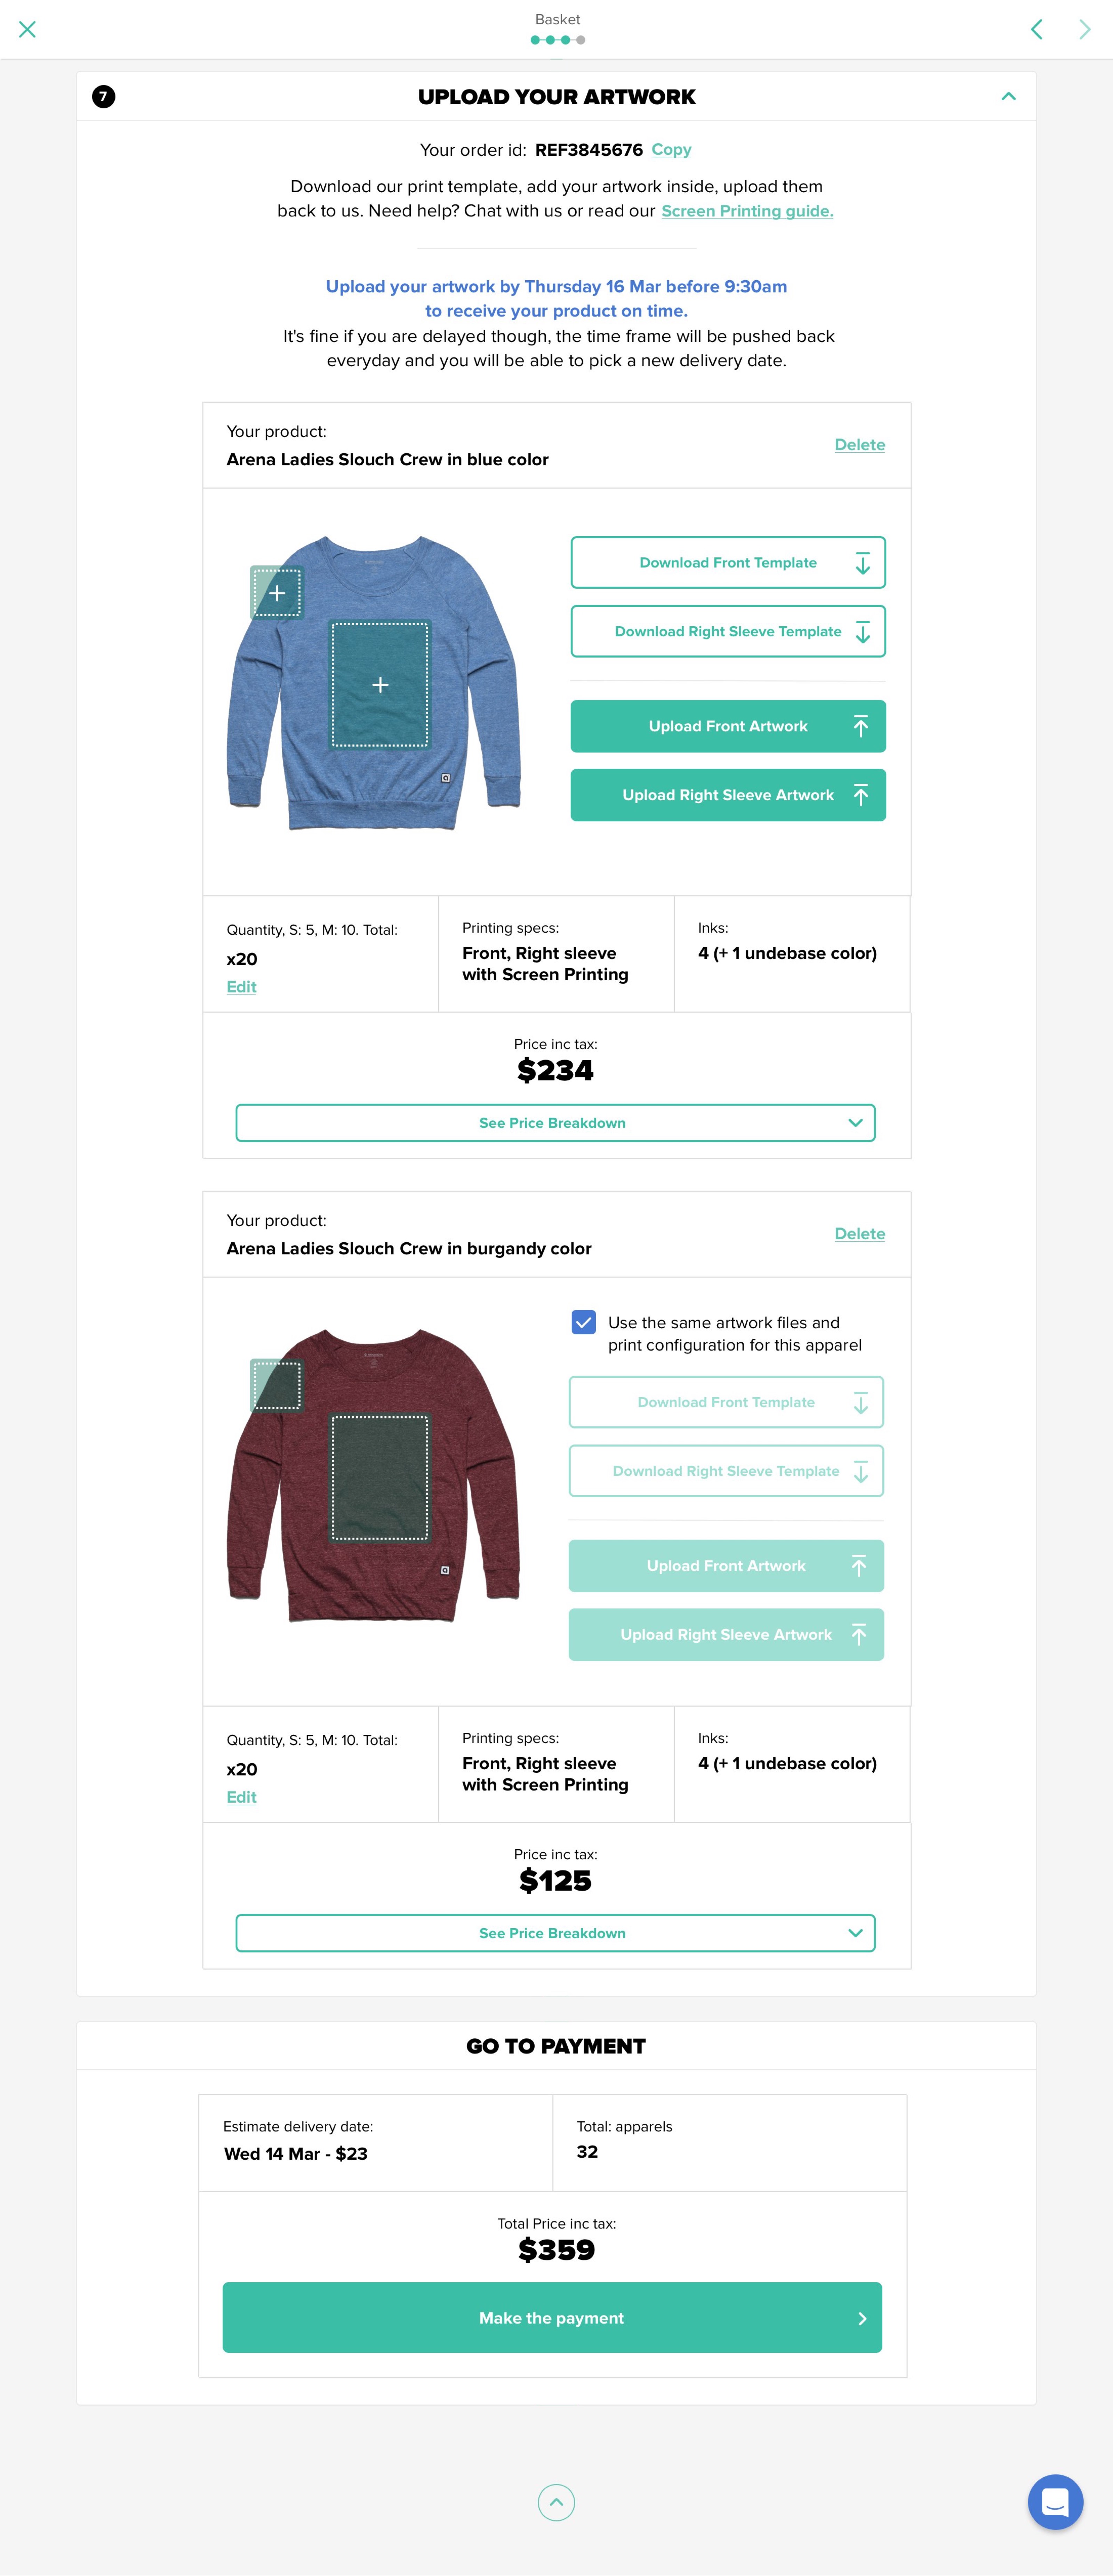 Basket
7
UPLOAD YOUR ARTWORK
Your order id: REF3845676 Copy
Download our print template, add your artwork inside, upload them
back to us. Need help? Chat with us or read our Screen Printing guide.
Upload your artwork by Thursday 16 Mar before 9:30am
to receive your product on time.
It's fine if you are delayed though, the time frame will be pushed back
everyday and you will be able to pick a new delivery date.
Your product:
Arena Ladies Slouch Crew in blue color
Delete
Download Front Template
Download Right Sleeve Template
Upload Front Artwork
Upload Right Sleeve Artwork
Quantity, S: 5, M: 10. Total:
x20
Edit
Printing specs:
Front, Right sleeve
with Screen Printing
Inks:
4 (+ 1 undebase color)
Price inc tax:
$234
See Price Breakdown
Your product:
Arena Ladies Slouch Crew in burgandy color
Delete
Use the same artwork files and
print configuration for this apparel
Download Front Template
Download Right Sleeve Template
Upload Front Artwork
Upload Right Sleeve Artwork
Quantity, S: 5, M: 10. Total:
x20
Edit
Printing specs:
Front, Right sleeve
with Screen Printing
Inks:
4 (+ 1 undebase color)
Price inc tax:
$125
See Price Breakdown
GO TO PAYMENT
Estimate delivery date:
Wed 14 Mar - $23
Total: apparels
32
Total Price inc tax:
$359
Make the payment